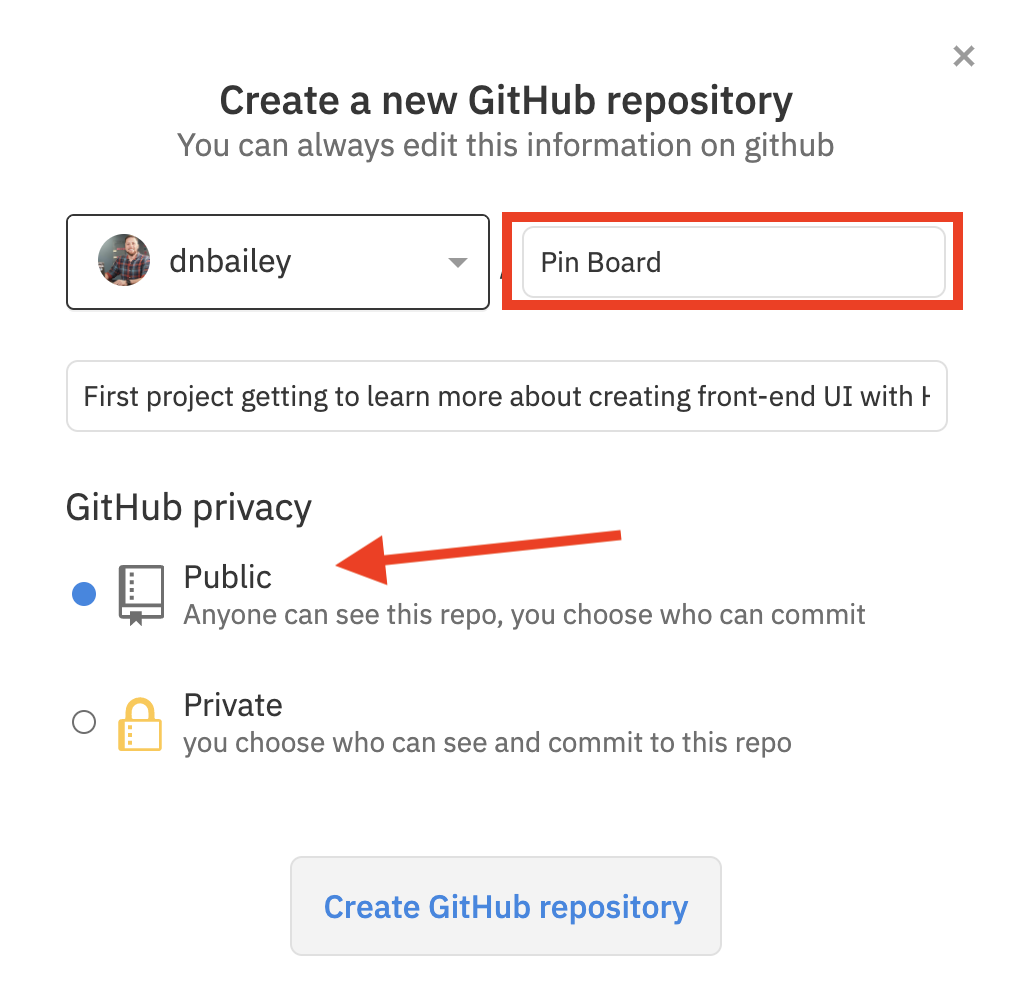 Create a new GitHub repository
You can always edit this information on github
dnbailey
Pin Board
First project getting to learn more about creating front-end UI with
GitHub privacy
Public
Anyone can see this repo, you choose who can commit
Private
you choose who can see and commit to this repo
Create GitHub repository